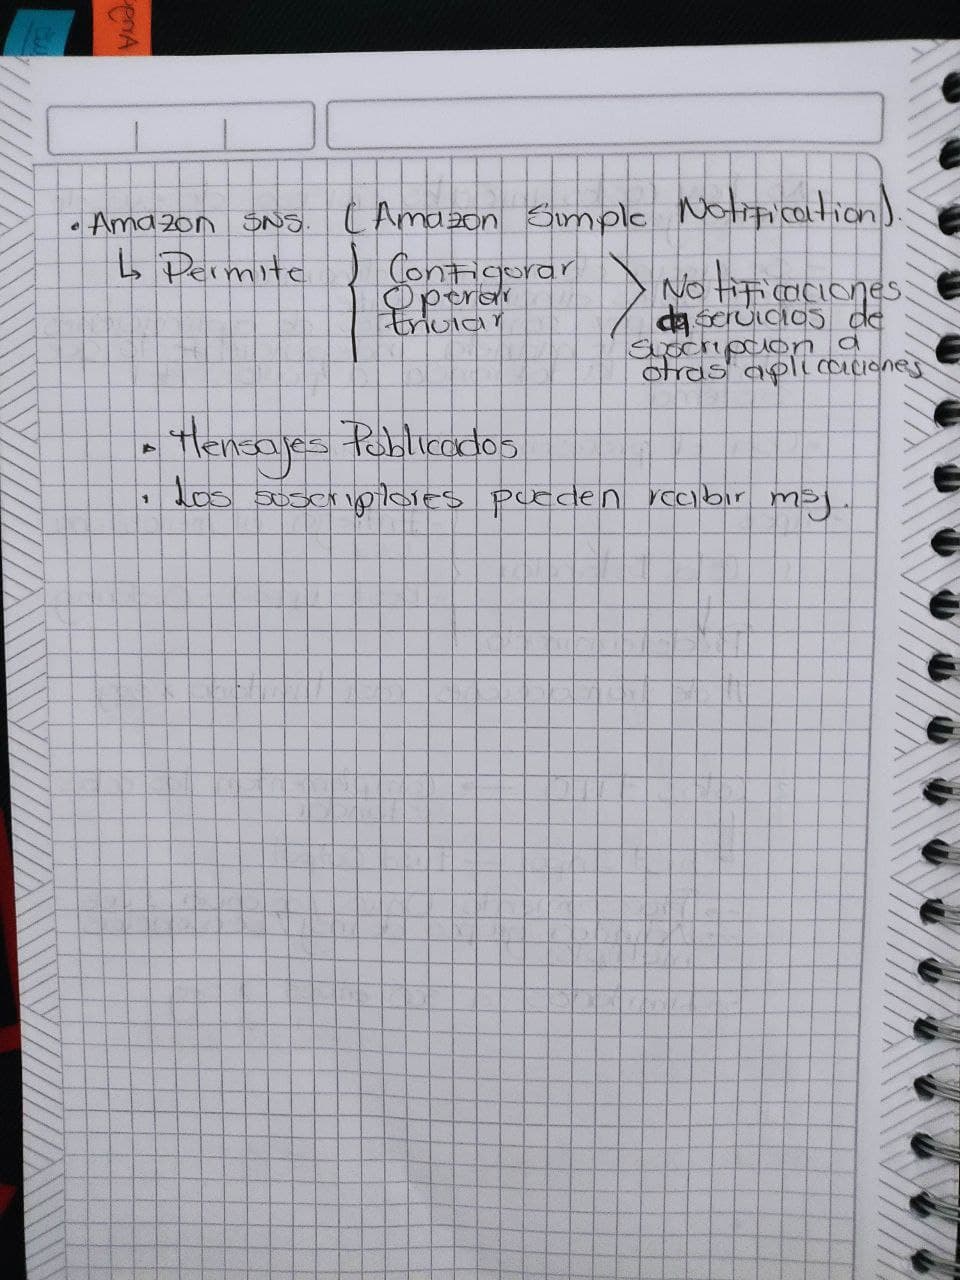 • Amazon SNS. (Amazon Simple Notification).
↳ Permite } Configurar
Operar
Enviar
> Notificaciones
servicios de
suscripcion a
otras aplicaciones
• Mensajes Publicados
• Los suscriptores pueden recibir msj.